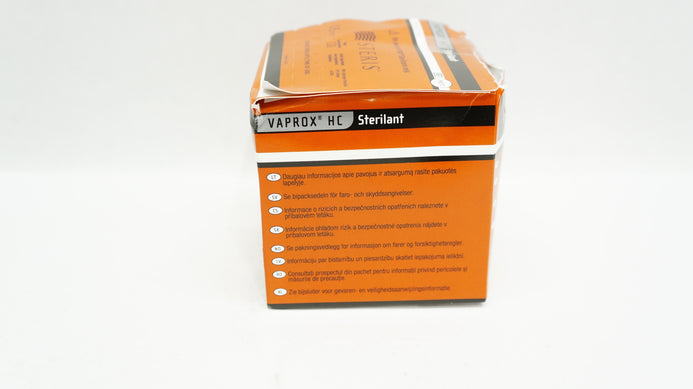 STERIS®
VAPROX® HC Sterilant
LT Daugiau informacijos apie pavojus ir atsargumą rasite pakuotės
lapelyje.
SV Se bipacksedeln för faro- och skyddsangivelser.
Informace o rizicích a bezpečnostních opatřeních naleznete v
příbalovém letáku.
SK Informácie ohľadom rizík a bezpečnostné opatrenia nájdete v
príbalovom letáku.
NO Se pakningsvedlegg for informasjon om farer og forsiktighetsregler.
LV Informāciju par bīstamību un piesardzību skatiet iepakojuma ieliktnī.
RO Consultați prospectul din pachet pentru informații privind pericolele și
măsurile de precauție.
NL Zie bijsluiter voor gevaren- en veiligheidsaanwijzingsinformatie.